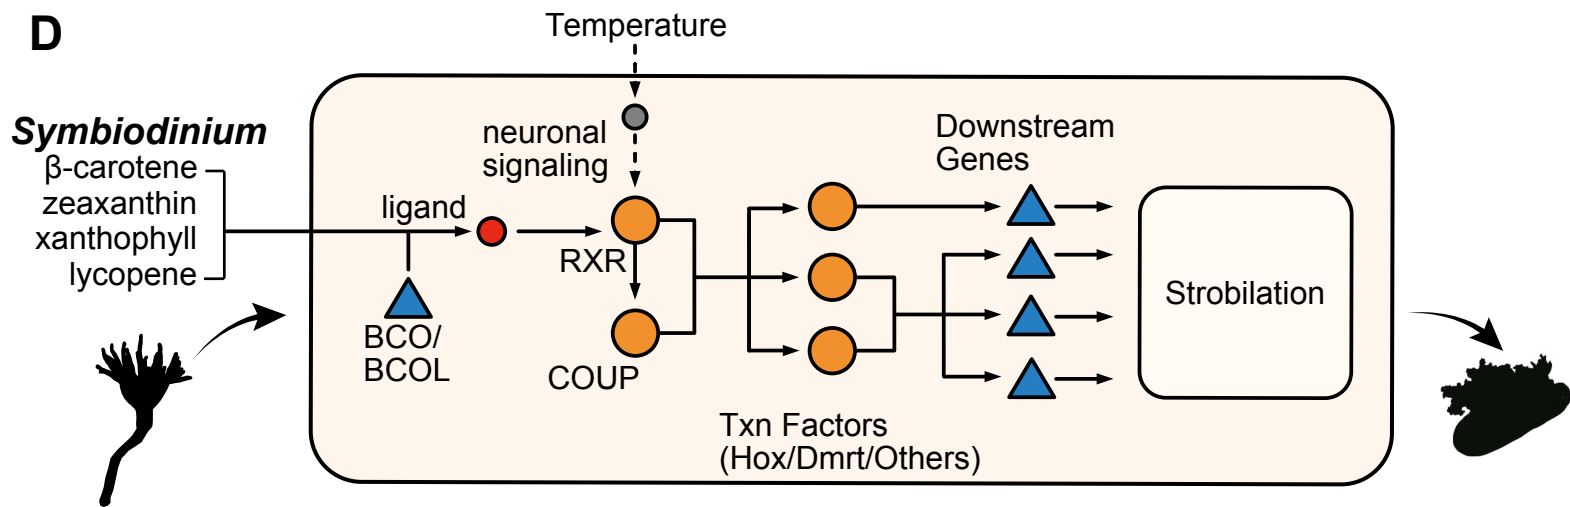 D
Temperature
Symbiodinium
β-carotene
zeaxanthin
xanthophyll
lycopene
ligand
BCO/
BCOL
neuronal
signaling
RXR
COUP
Txn Factors
(Hox/Dmrt/Others)
Downstream
Genes
Strobilation